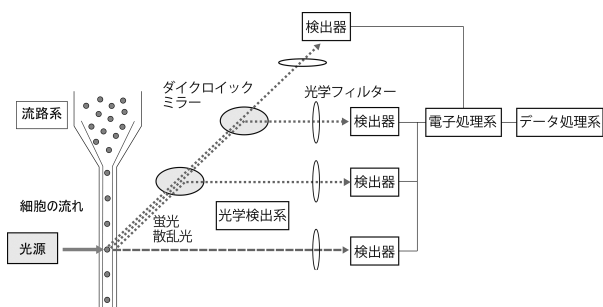 検出器
ダイクロイック
ミラー
光学フィルター
流路系
検出器
電子処理系
データ処理系
検出器
細胞の流れ
光学検出系
蛍光
散乱光
光源
検出器